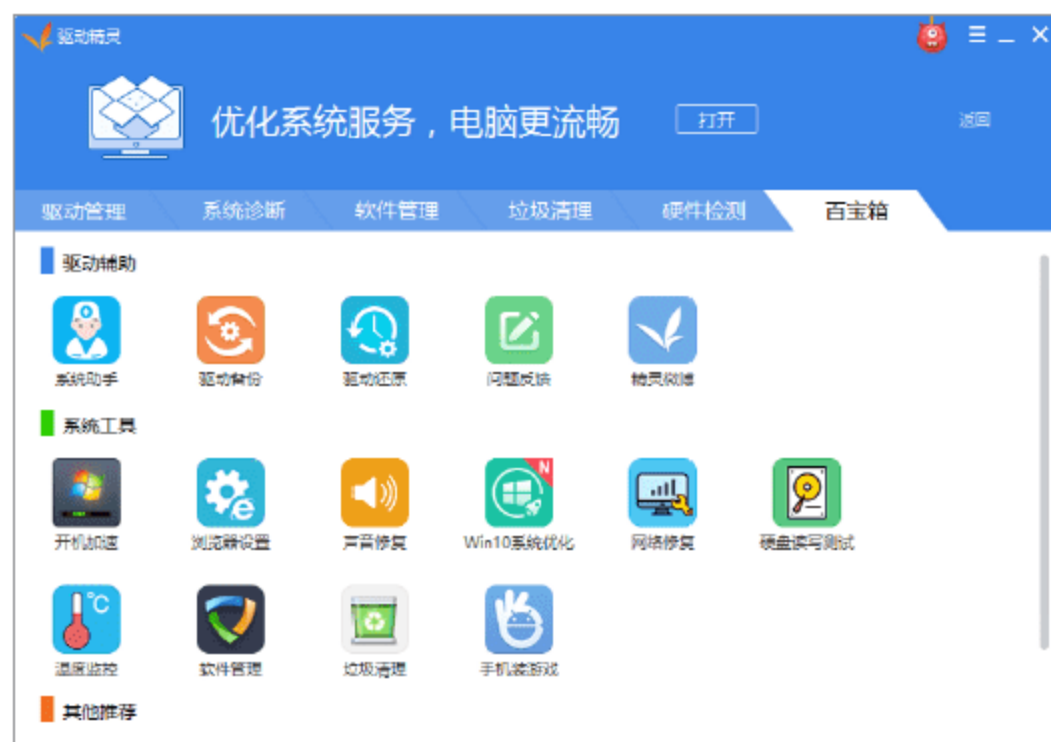 驱动精灵
优化系统服务，电脑更流畅 打开 返回
驱动管理 系统诊断 软件管理 垃圾清理 硬件检测 百宝箱
驱动辅助
系统助手 驱动备份 驱动还原 问题反馈 精灵微博
系统工具
N
开机加速 浏览器设置 声音修复 Win10系统优化 网络修复 硬盘读写测试
°C
温度监控 软件管理 垃圾清理 手机装游戏
其他推荐